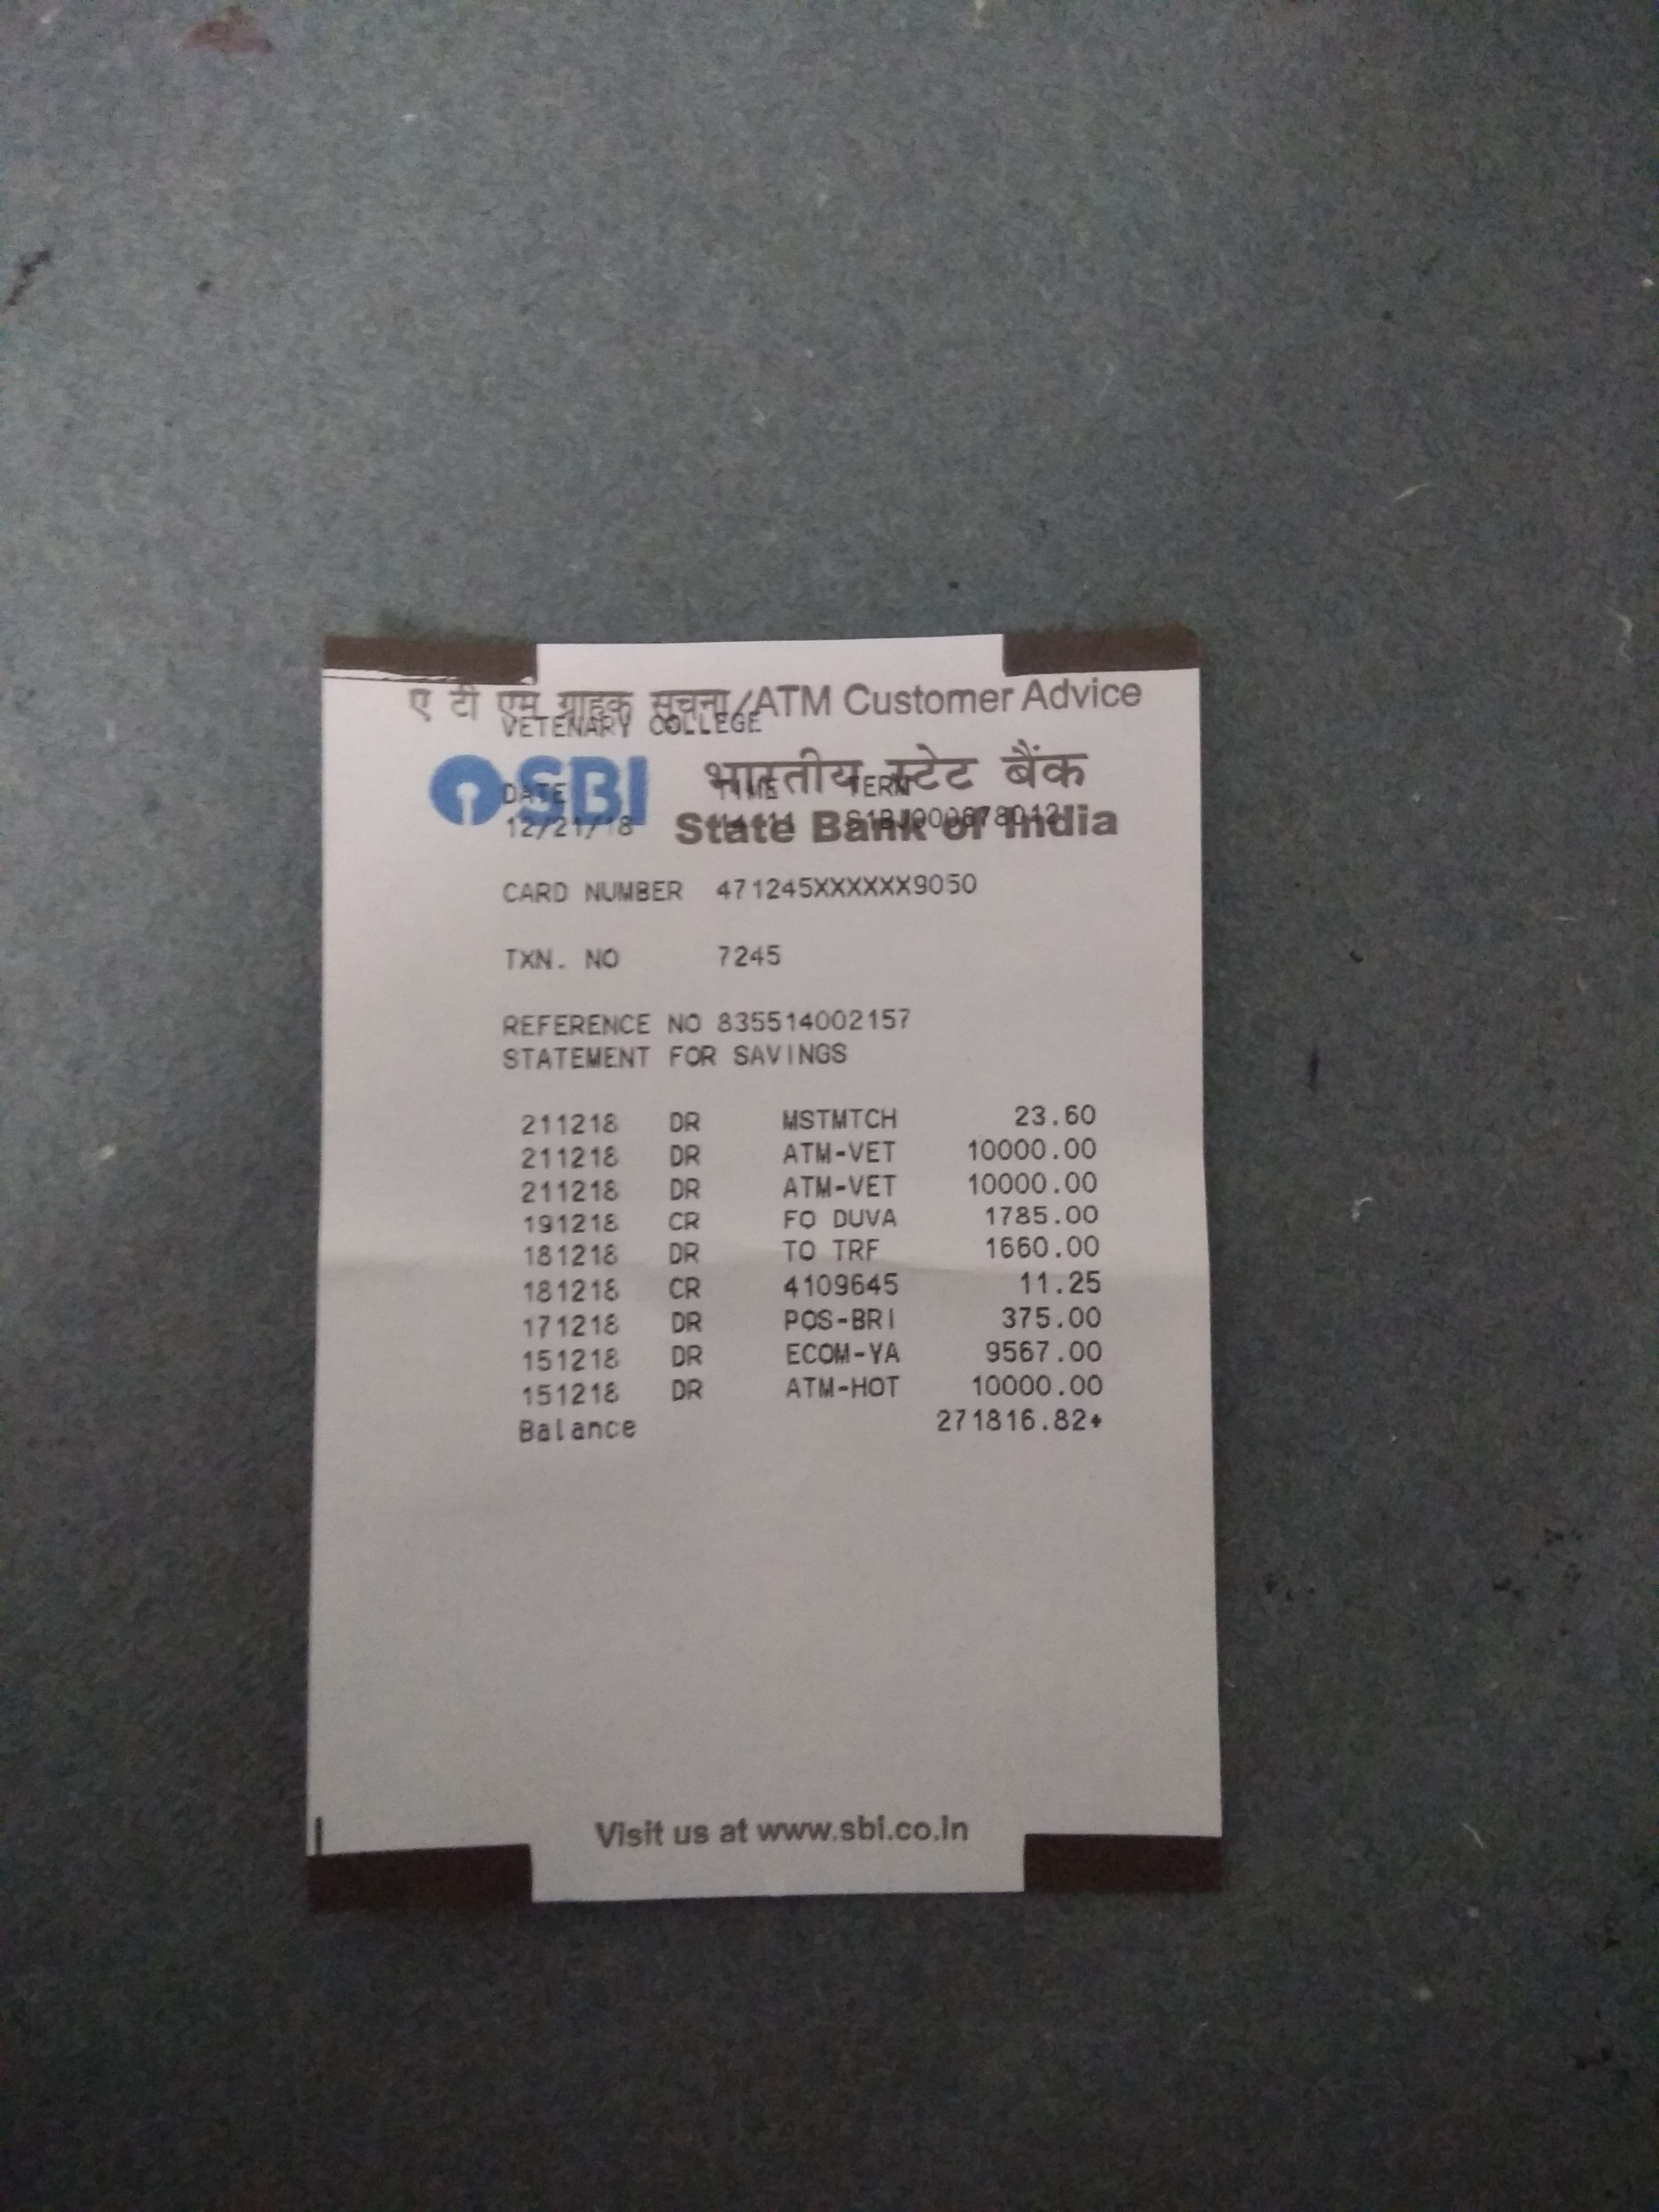 ए टी एम ग्राहक सूचना/ATM Customer Advice
VETENARY COLLEGE
SBI भारतीय स्टेट बैंक
DATE TIME TERM
State Bank of India
12/21/18 14:11
CARD NUMBER 471245XXXXXX9050
TXN. NO 7245
REFERENCE NO 835514002157
STATEMENT FOR SAVINGS
211218 DR MSTMTCH 23.60
211218 DR ATM-VET 10000.00
211218 DR ATM-VET 10000.00
191218 CR FO DUVA 1785.00
181218 DR TO TRF 1660.00
181218 CR 4109645 11.25
171218 DR POS-BRI 375.00
151218 DR ECOM-YA 9567.00
151218 DR ATM-HOT 10000.00
Balance 271816.82+
Visit us at www.sbi.co.in